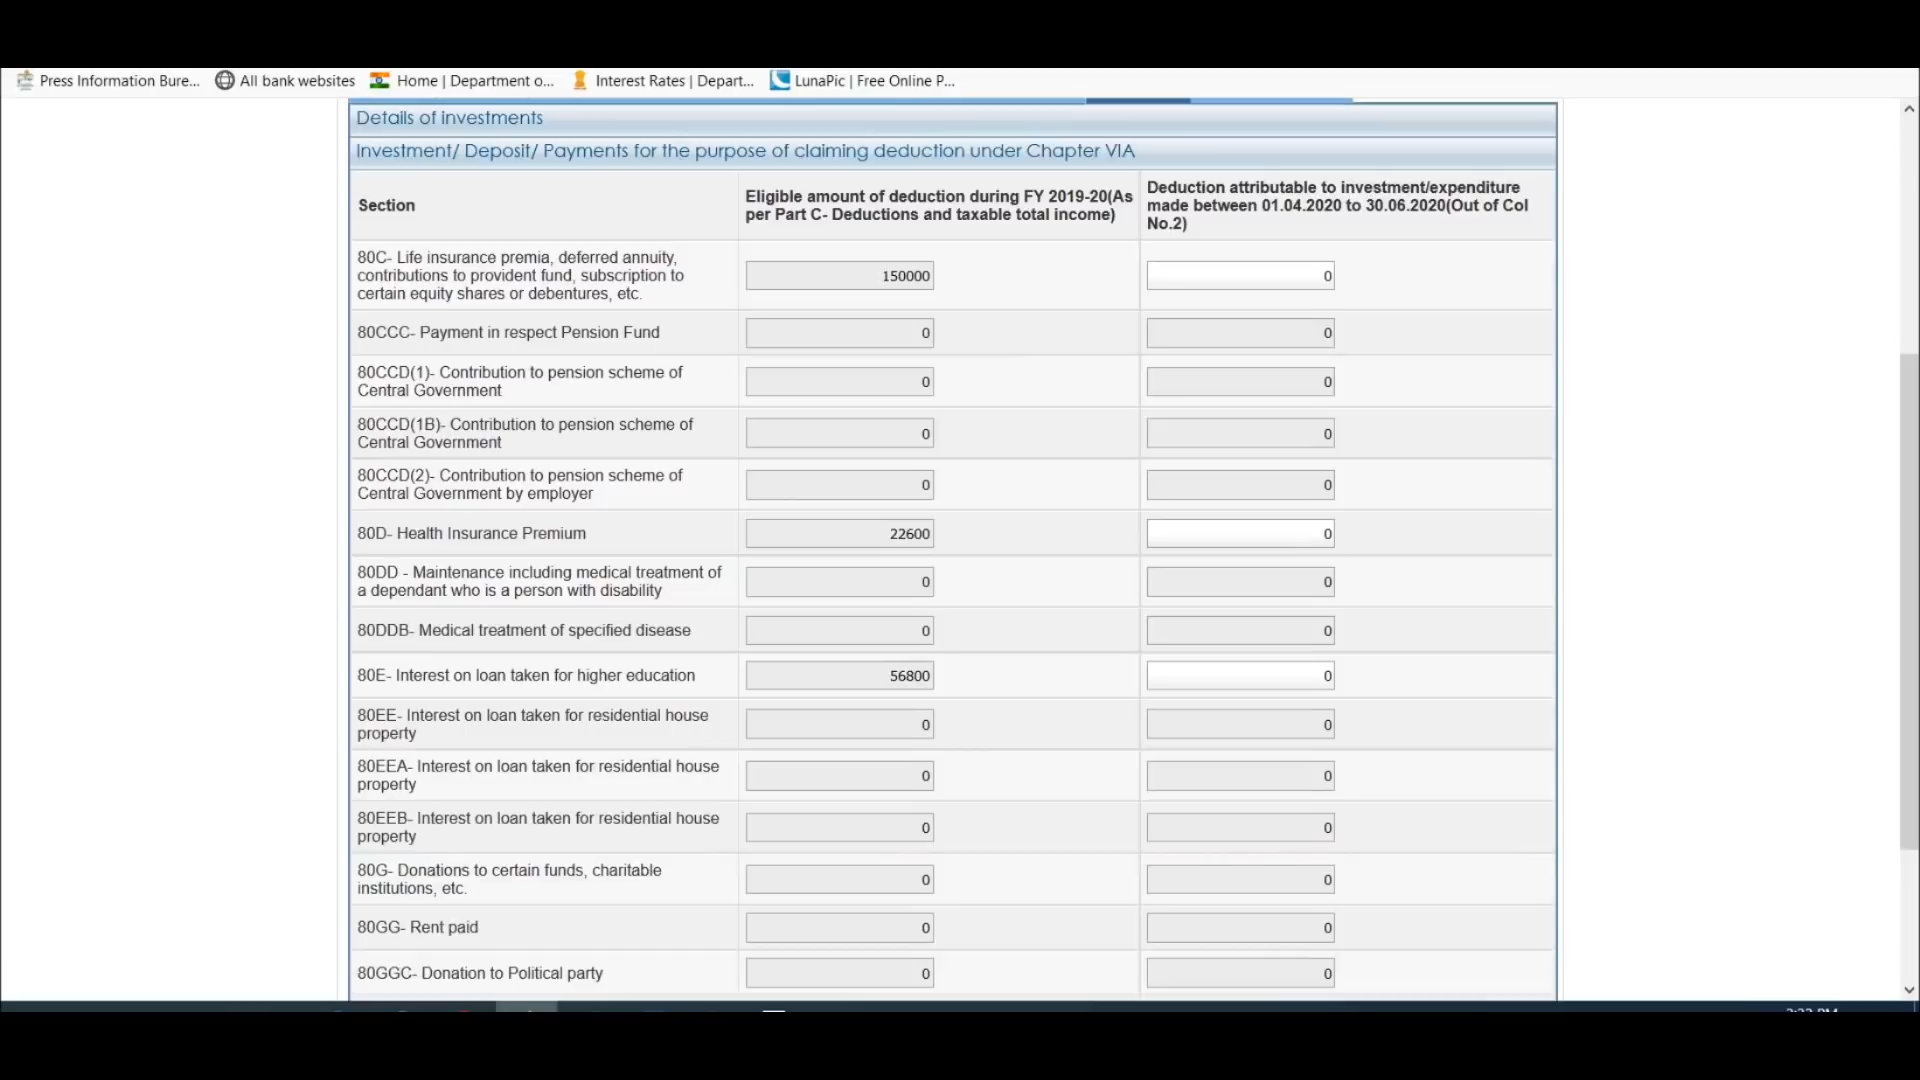 Press Information Bure... All bank websites Home | Department o... Interest Rates | Depart... LunaPic | Free Online P...
Details of investments
Investment/ Deposit/ Payments for the purpose of claiming deduction under Chapter VIA
Section
Eligible amount of deduction during FY 2019-20(As
per Part C- Deductions and taxable total income)
Deduction attributable to investment/expenditure
made between 01.04.2020 to 30.06.2020(Out of Col
No.2)
80C- Life insurance premia, deferred annuity,
contributions to provident fund, subscription to
certain equity shares or debentures, etc.
150000
0
80CCC- Payment in respect Pension Fund
0
0
80CCD(1)- Contribution to pension scheme of
Central Government
0
0
80CCD(1B)- Contribution to pension scheme of
Central Government
0
0
80CCD(2)- Contribution to pension scheme of
Central Government by employer
0
0
80D- Health Insurance Premium
22600
0
80DD - Maintenance including medical treatment of
a dependant who is a person with disability
0
0
80DDB- Medical treatment of specified disease
0
0
80E- Interest on loan taken for higher education
56800
0
80EE- Interest on loan taken for residential house
property
0
0
80EEA- Interest on loan taken for residential house
property
0
0
80EEB- Interest on loan taken for residential house
property
0
0
80G- Donations to certain funds, charitable
institutions, etc.
0
0
80GG- Rent paid
0
0
80GGC- Donation to Political party
0
0